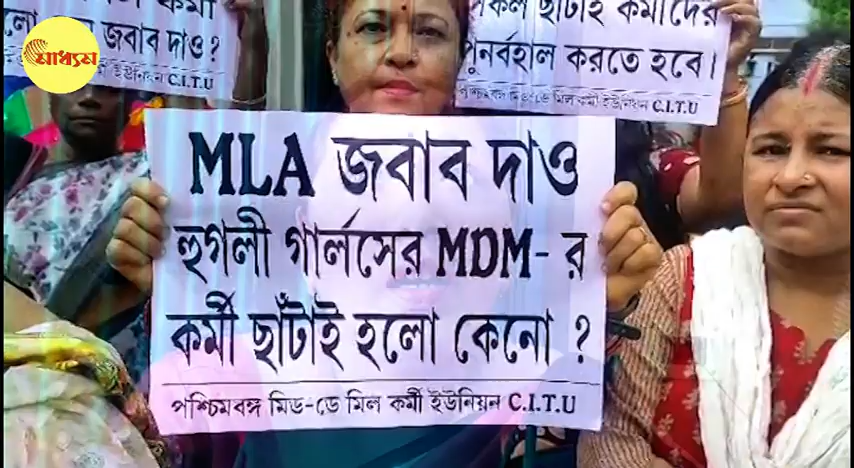 মাধ্যম
জবাব দাও?
ইউনিয়ন C.I.T.U
সকল ছাঁটাই কর্মীদের
পুনর্বহাল করতে হবে।
পশ্চিমবঙ্গ মিড-ডে মিল কর্মী ইউনিয়ন C.I.T.U
MLA জবাব দাও
হুগলী গার্লসের MDM- র
কর্মী ছাঁটাই হলো কেনো ?
পশ্চিমবঙ্গ মিড-ডে মিল কর্মী ইউনিয়ন C.I.T.U